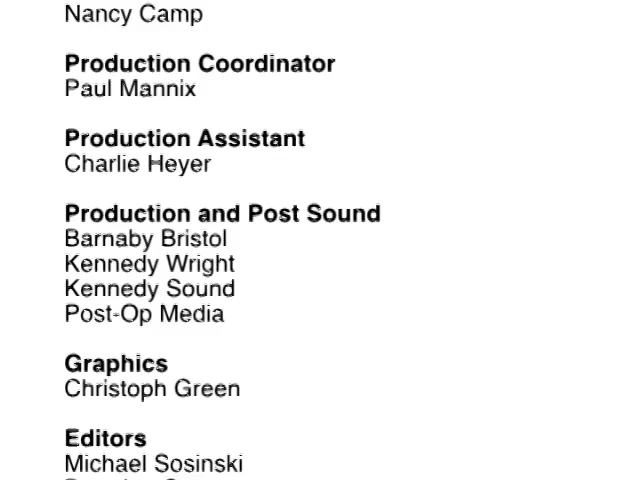 Nancy Camp
Production Coordinator
Paul Mannix
Production Assistant
Charlie Heyer
Production and Post Sound
Barnaby Bristol
Kennedy Wright
Kennedy Sound
Post-Op Media
Graphics
Christoph Green
Editors
Michael Sosinski